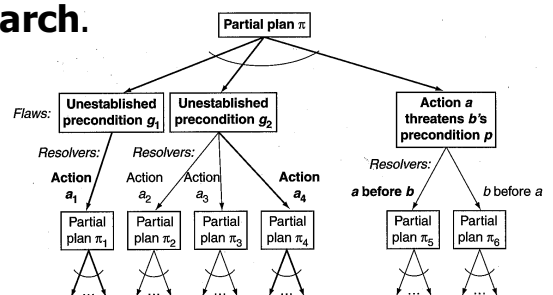 arch.
Partial plan π
Flaws:
Unestablished
precondition g1
Unestablished
precondition g2
Action a
threatens b's
precondition p
Resolvers:
Resolvers:
Resolvers:
Action
a1
Action
a2
Action
a3
Action
a4
a before b
b before a
Partial
plan π1
Partial
plan π2
Partial
plan π3
Partial
plan π4
Partial
plan π5
Partial
plan π6
...
...
...
...
...
...